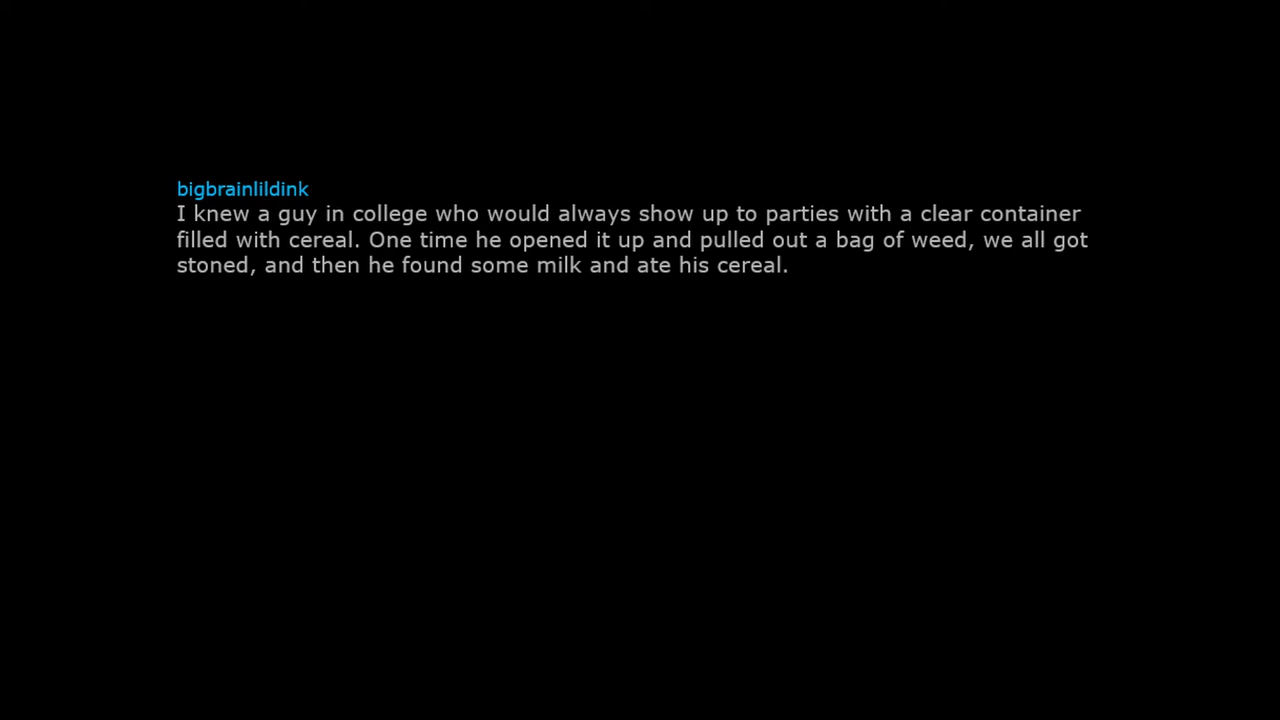 bigbrainlildink
I knew a guy in college who would always show up to parties with a clear container
filled with cereal. One time he opened it up and pulled out a bag of weed, we all got
stoned, and then he found some milk and ate his cereal.